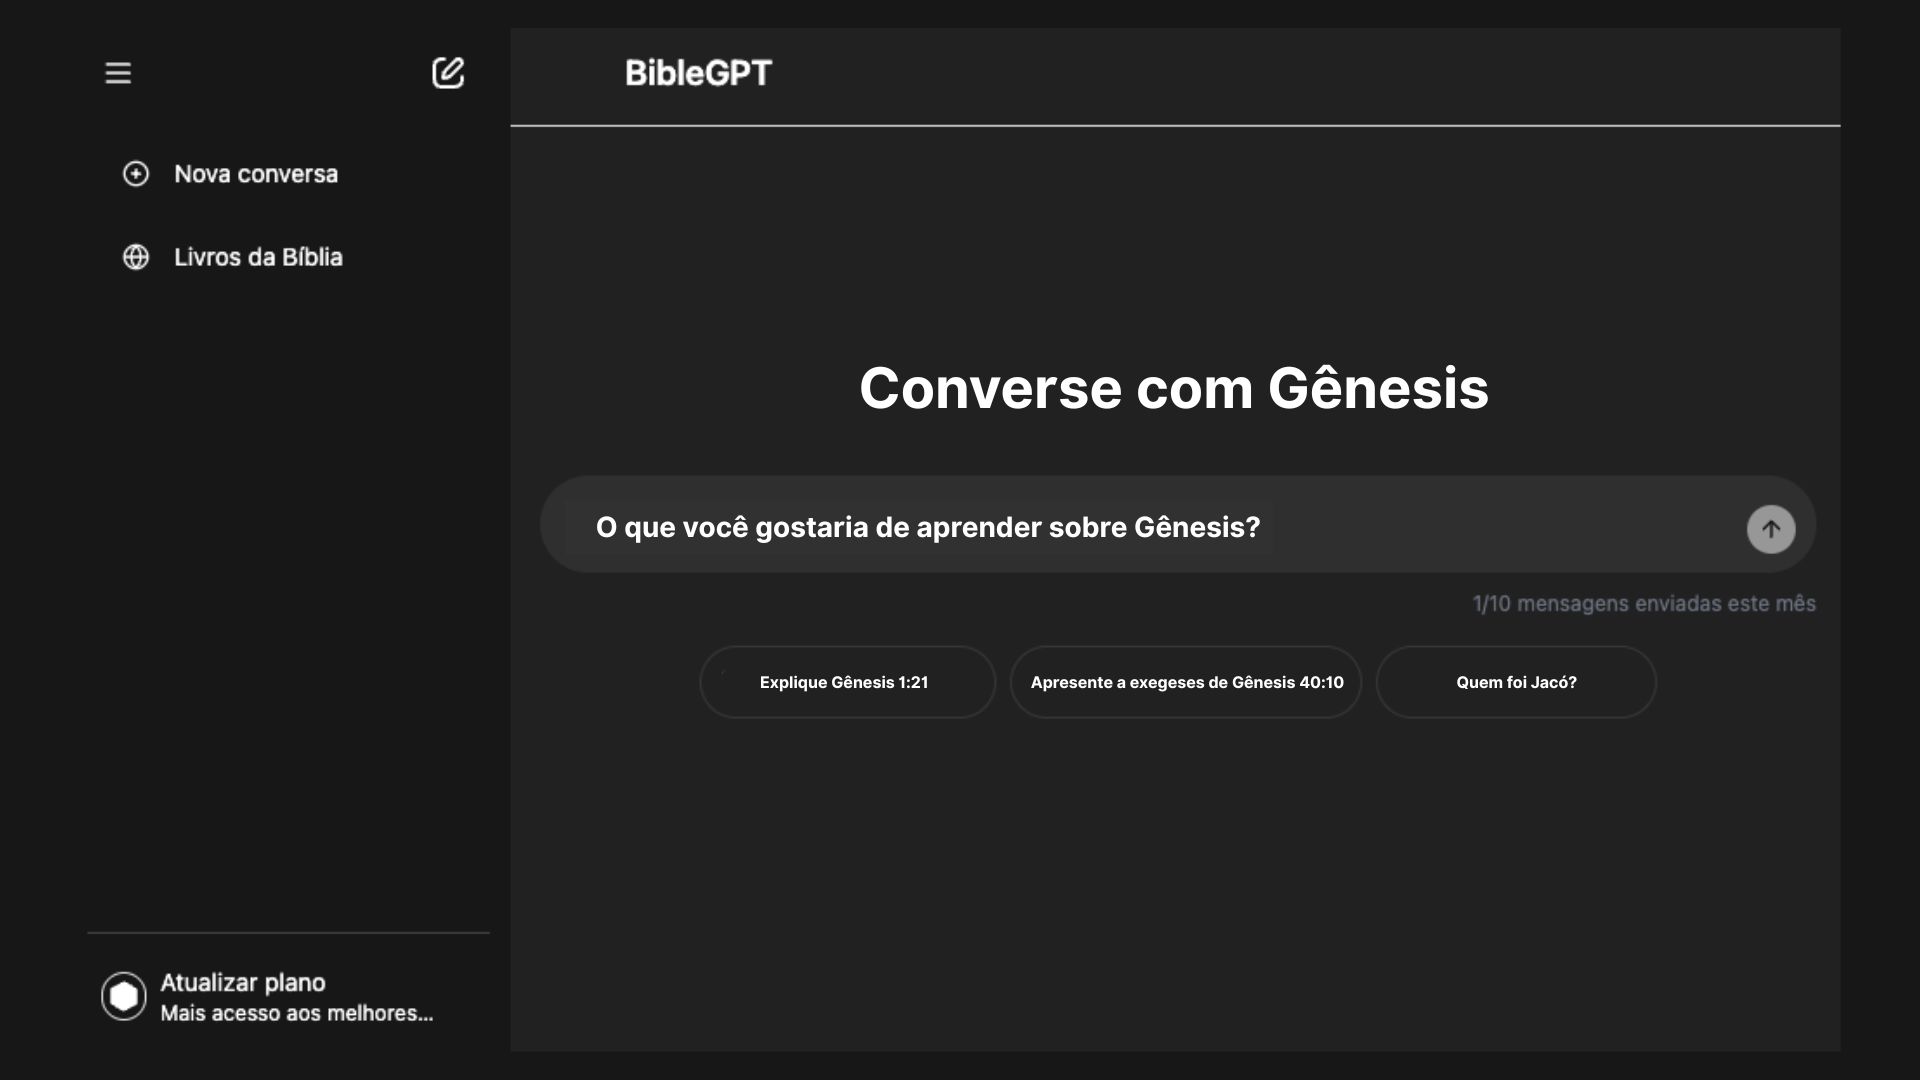 BibleGPT
Nova conversa
Livros da Bíblia
Converse com Gênesis
O que você gostaria de aprender sobre Gênesis?
1/10 mensagens enviadas este mês
Explique Gênesis 1:21
Apresente a exegeses de Gênesis 40:10
Quem foi Jacó?
Atualizar plano
Mais acesso aos melhores...